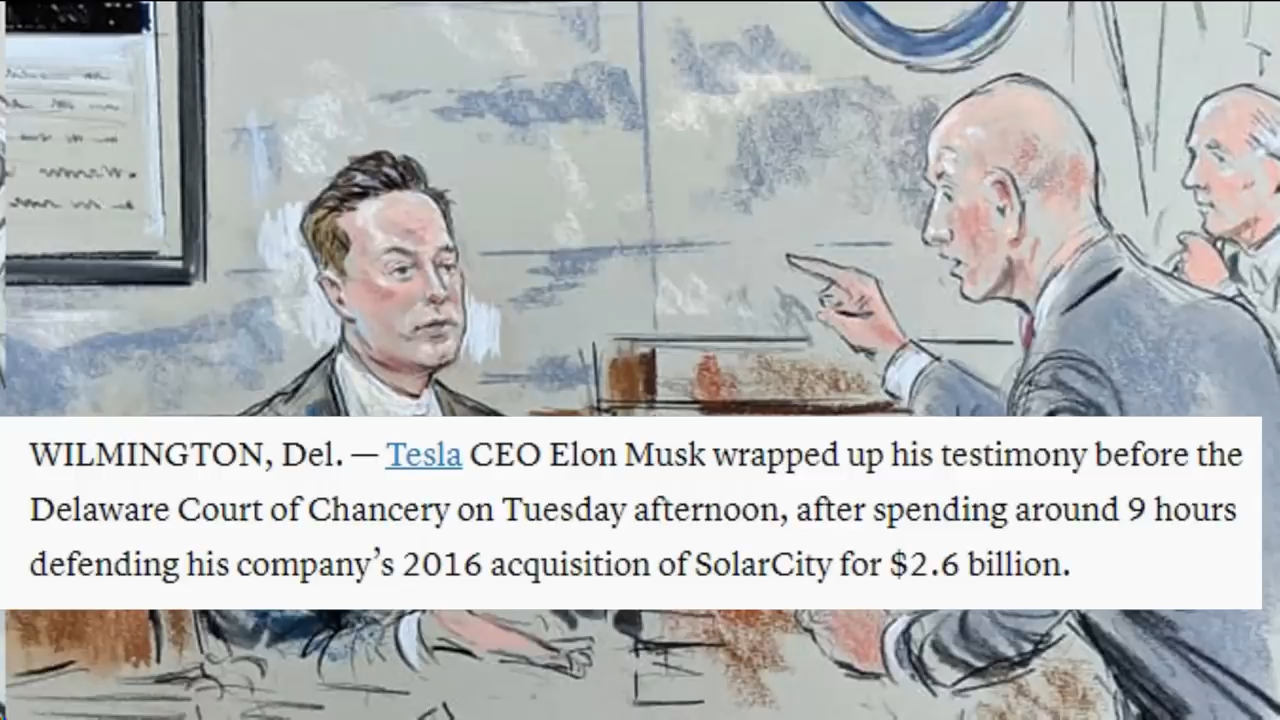 WILMINGTON, Del. — Tesla CEO Elon Musk wrapped up his testimony before the
Delaware Court of Chancery on Tuesday afternoon, after spending around 9 hours
defending his company’s 2016 acquisition of SolarCity for $2.6 billion.